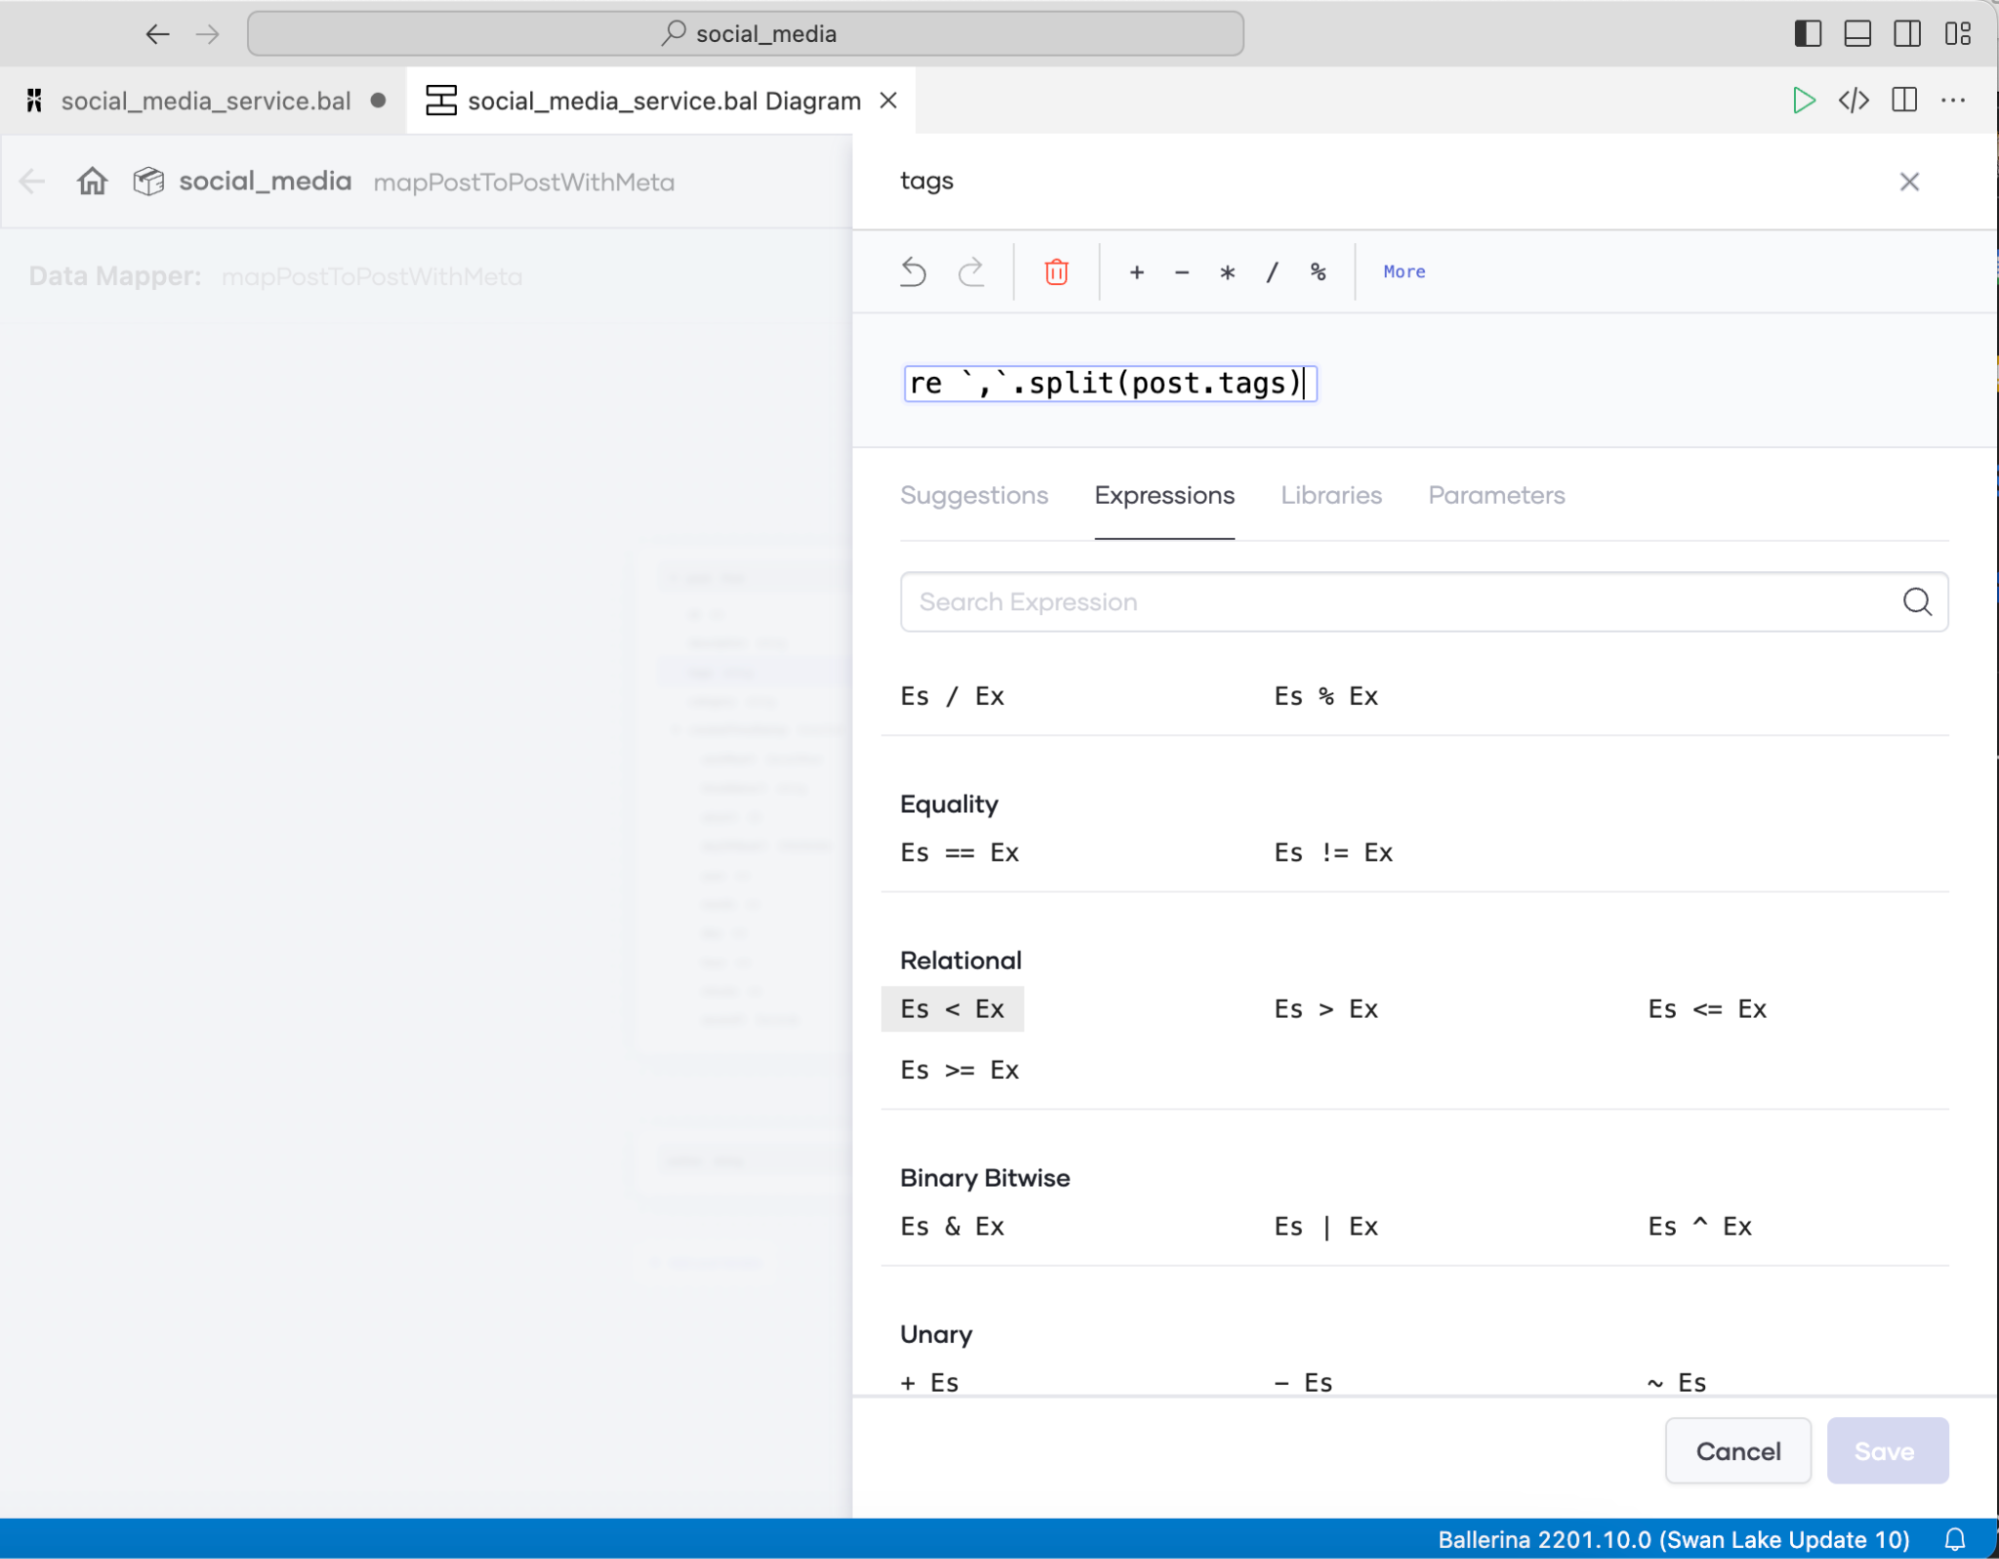 social_media
social_media_service.bal
social_media_service.bal Diagram
social_media mapPostToPostWithMeta
Data Mapper: mapPostToPostWithMeta
tags
+ - * / % More
re `,`.split(post.tags)
Suggestions Expressions Libraries Parameters
Search Expression
Es / Ex Es % Ex
Equality
Es == Ex Es != Ex
Relational
Es < Ex Es > Ex Es <= Ex
Es >= Ex
Binary Bitwise
Es & Ex Es | Ex Es ^ Ex
Unary
+ Es - Es ~ Es
Cancel Save
Ballerina 2201.10.0 (Swan Lake Update 10)